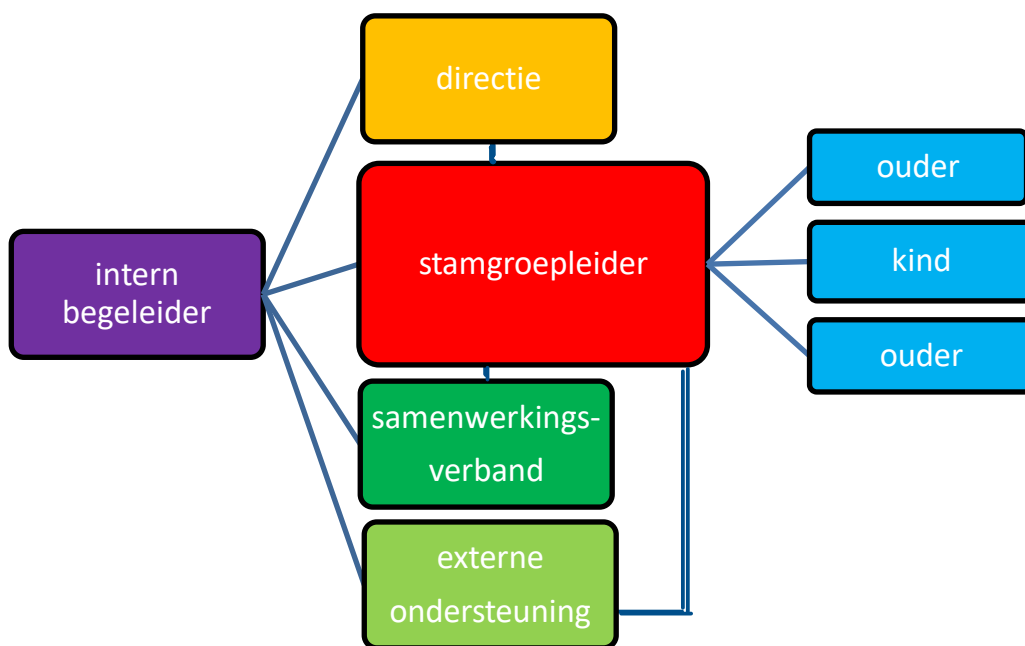 directie
ouder
stamgroepleider
kind
intern
begeleider
ouder
samenwerkings-
verband
externe
ondersteuning